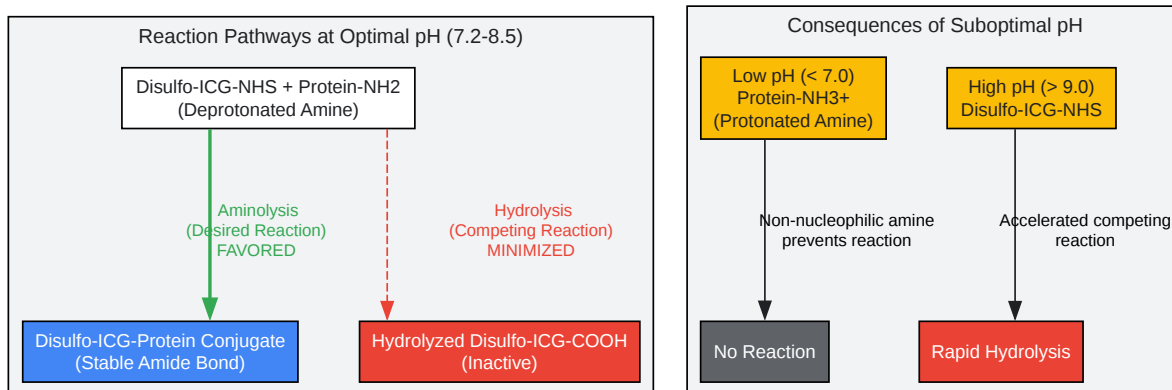 Reaction Pathways at Optimal pH (7.2-8.5)
Disulfo-ICG-NHS + Protein-NH2
(Deprotonated Amine)
Aminolysis
(Desired Reaction)
FAVORED
Hydrolysis
(Competing Reaction)
MINIMIZED
Disulfo-ICG-Protein Conjugate
(Stable Amide Bond)
Hydrolyzed Disulfo-ICG-COOH
(Inactive)
Consequences of Suboptimal pH
Low pH (< 7.0)
Protein-NH3+
(Protonated Amine)
High pH (> 9.0)
Disulfo-ICG-NHS
Non-nucleophilic amine
prevents reaction
Accelerated competing
reaction
No Reaction
Rapid Hydrolysis